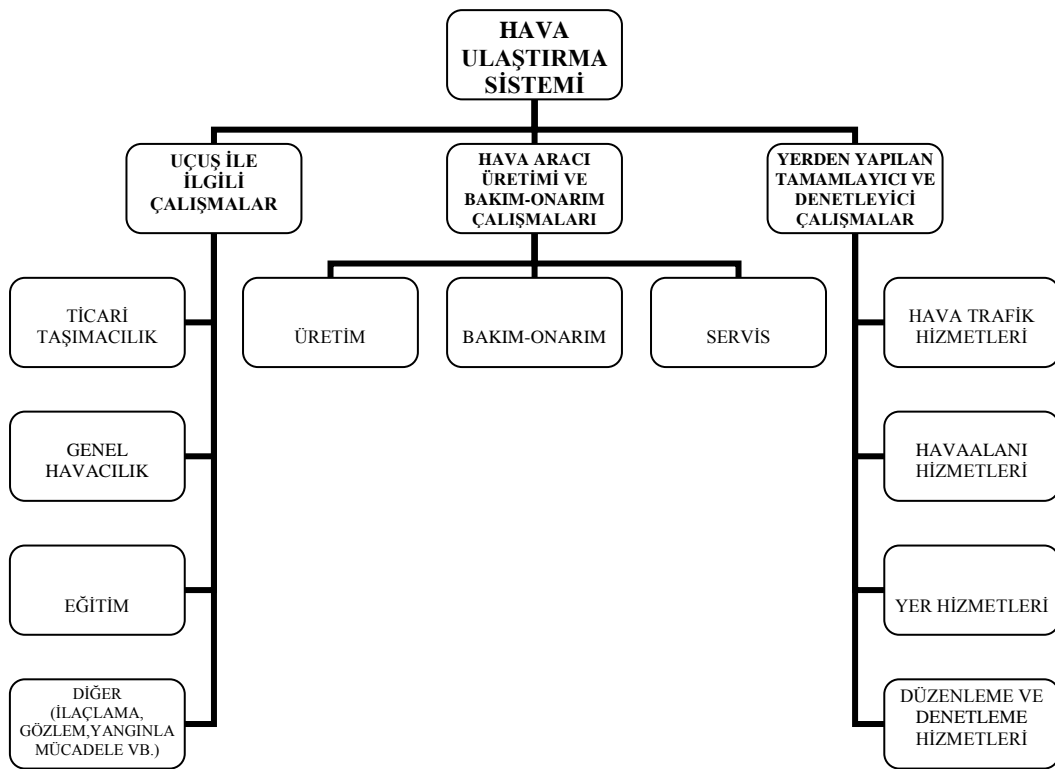 HAVA
ULAŞTIRMA
SİSTEMİ
UÇUŞ İLE
İLGİLİ
ÇALIŞMALAR
HAVA ARACI
ÜRETİMİ VE
BAKIM-ONARIM
ÇALIŞMALARI
YERDEN YAPILAN
TAMAMLAYICI VE
DENETLEYİCİ
ÇALIŞMALAR
TİCARİ
TAŞIMACILIK
ÜRETİM
BAKIM-ONARIM
SERVİS
HAVA TRAFİK
HİZMETLERİ
GENEL
HAVACILIK
HAVAALANI
HİZMETLERİ
EĞİTİM
YER HİZMETLERİ
DİĞER
(İLAÇLAMA,
GÖZLEM,YANGINLA
MÜCADELE VB.)
DÜZENLEME VE
DENETLEME
HİZMETLERİ